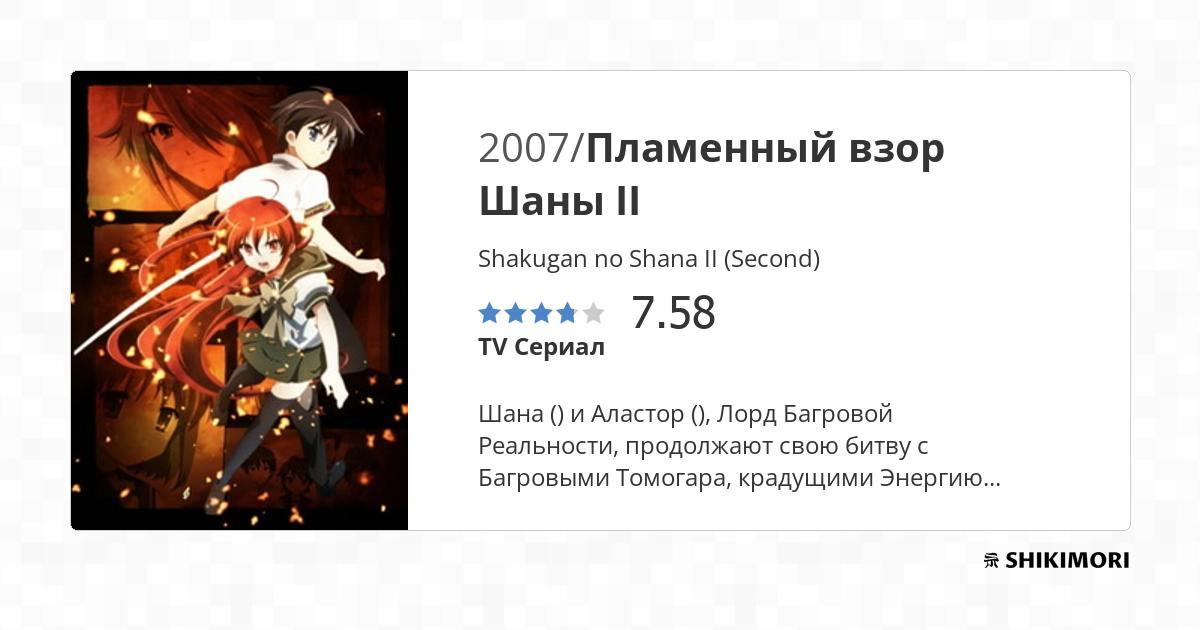 2007/Пламенный взор
Шаны II
Shakugan no Shana II (Second)
7.58
TV Сериал
Шана () и Аластор (), Лорд Багровой
Реальности, продолжают свою битву с
Багровыми Томогара, крадущими Энергию...
SHIKIMORI